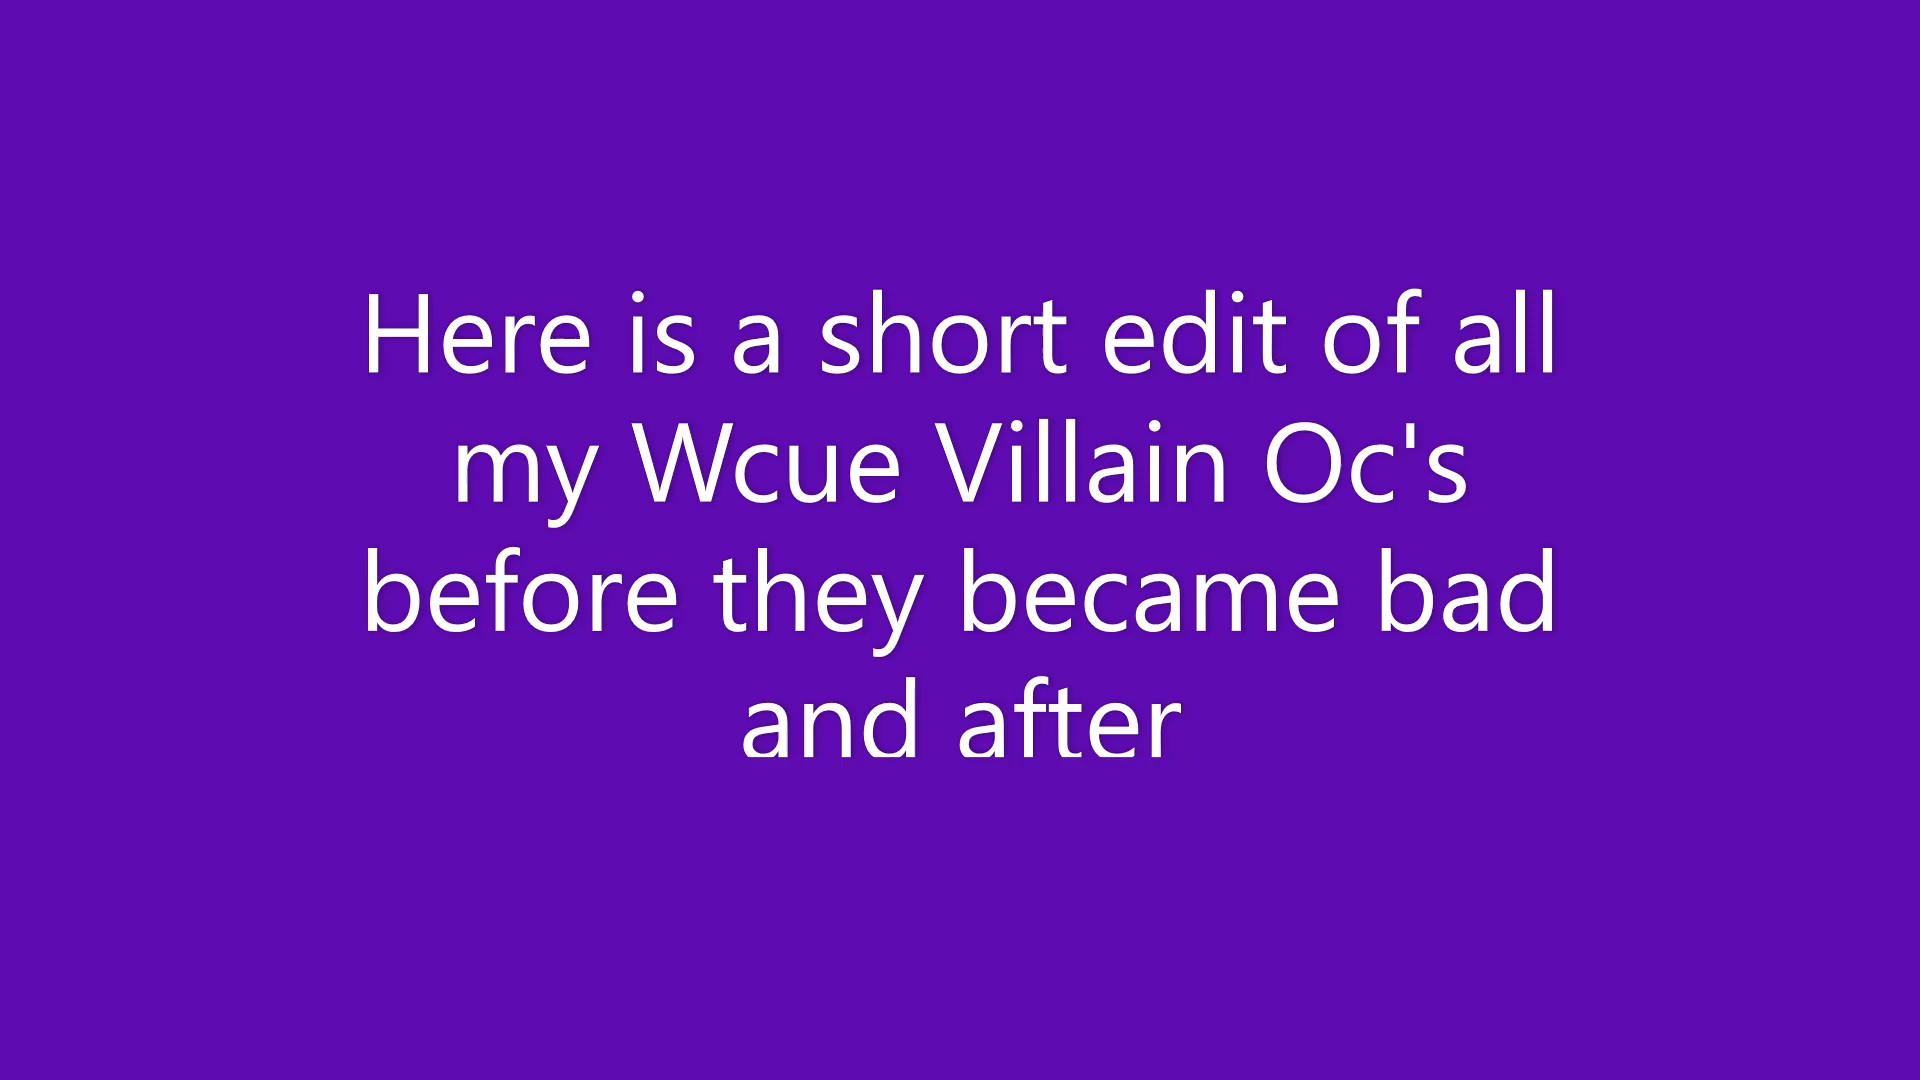 Here is a short edit of all
my Wcue Villain Oc's
before they became bad
and after